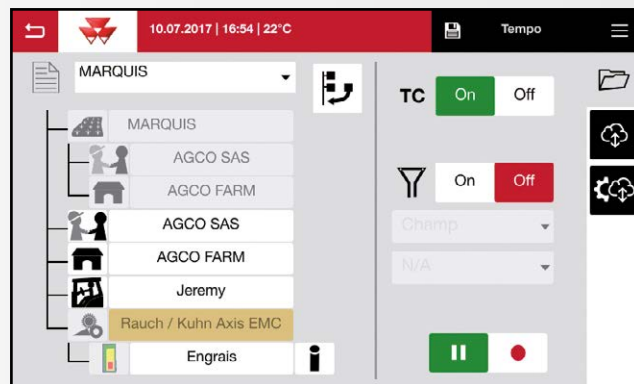 10.07.2017 | 16:54 | 22°C
Tempo
MARQUIS
MARQUIS
AGCO SAS
AGCO FARM
AGCO SAS
AGCO FARM
Jeremy
Rauch / Kuhn Axis EMC
Engrais
i
TC On Off
On Off
Champ
N/A